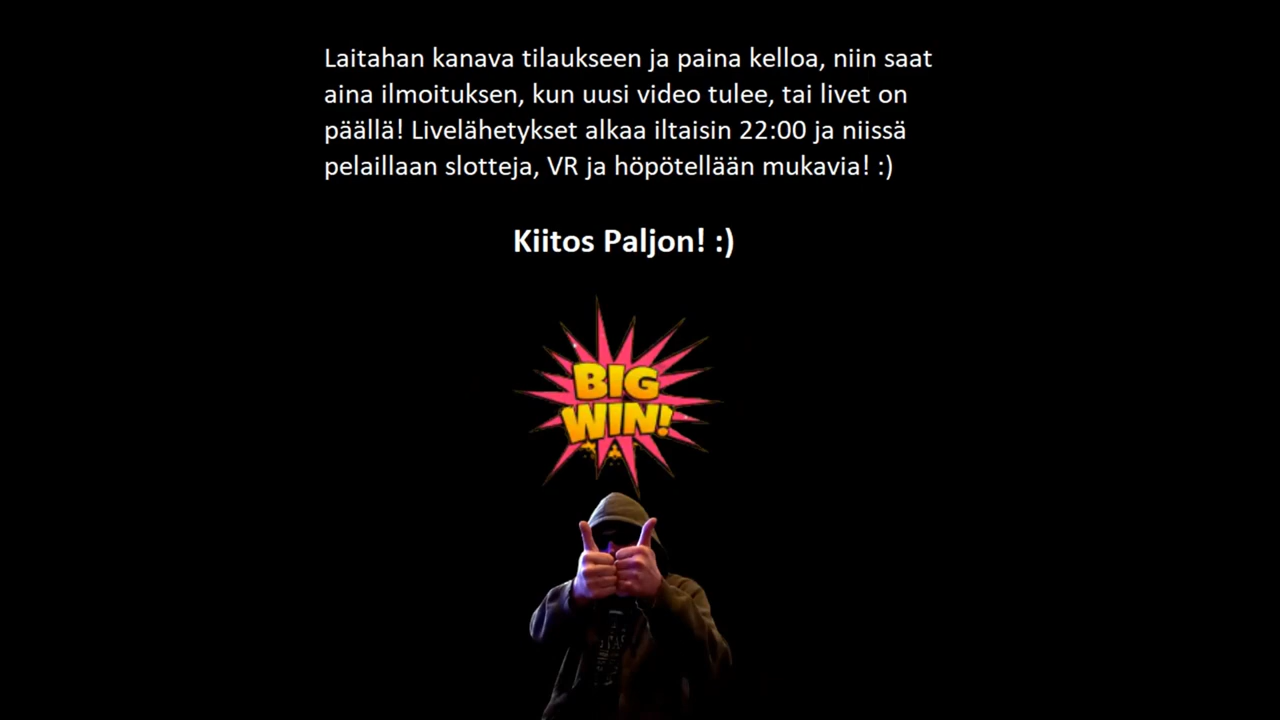 Laitahan kanava tilaukseen ja paina kelloa, niin saat
aina ilmoituksen, kun uusi video tulee, tai livet on
päällä! Livelähetykset alkaa iltaisin 22:00 ja niissä
pelaillaan slotteja, VR ja höpötellään mukavia! :)
Kiitos Paljon! :)
BIG
WIN!